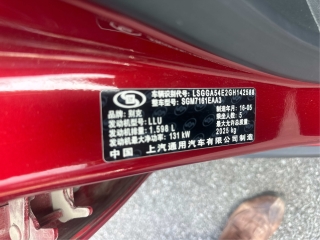 车辆识别代号: LSGGA54E2GH142588
整车型号: SGM7161EAA3
品牌: 别克 制造年月: 16-05
发动机型号: LLU 乘坐人数: 5
发动机排量: 1.598 L 最大允许总质量:
发动机最大净功率: 131 kW 2025 kg
中国 上汽通用汽车有限公司制造